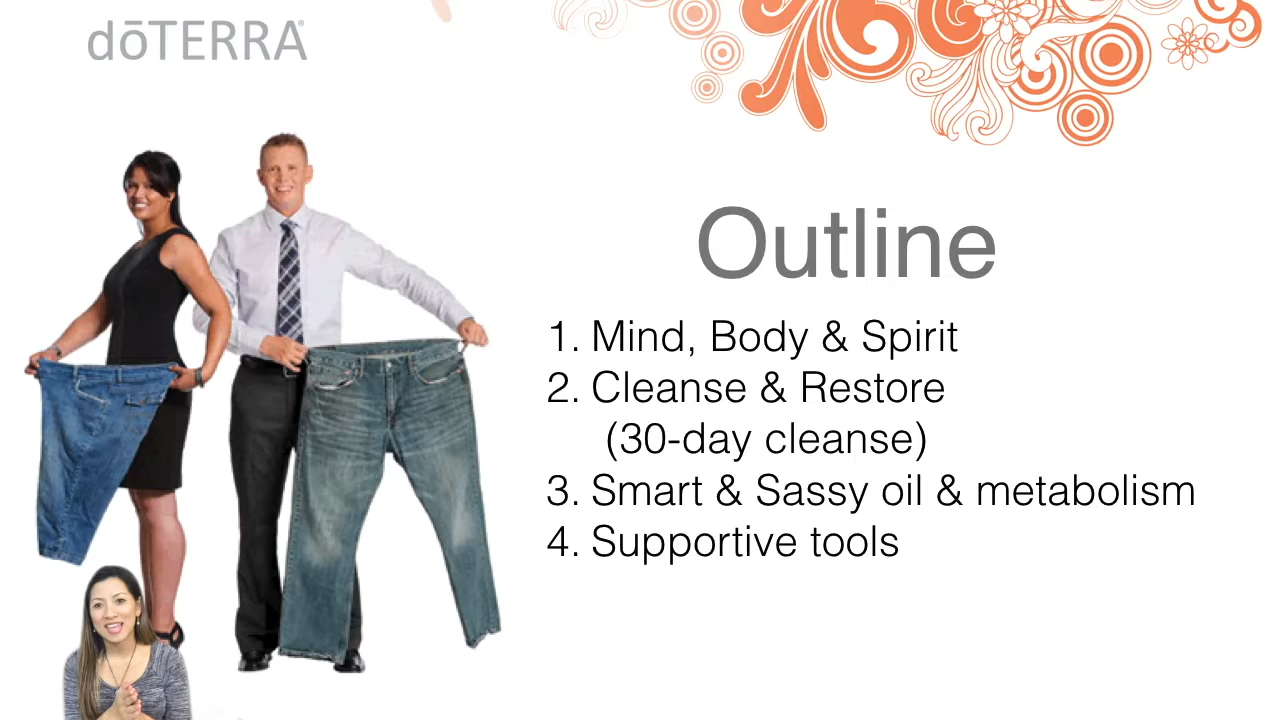 dōTERRA®
Outline
1. Mind, Body & Spirit
2. Cleanse & Restore
(30-day cleanse)
3. Smart & Sassy oil & metabolism
4. Supportive tools